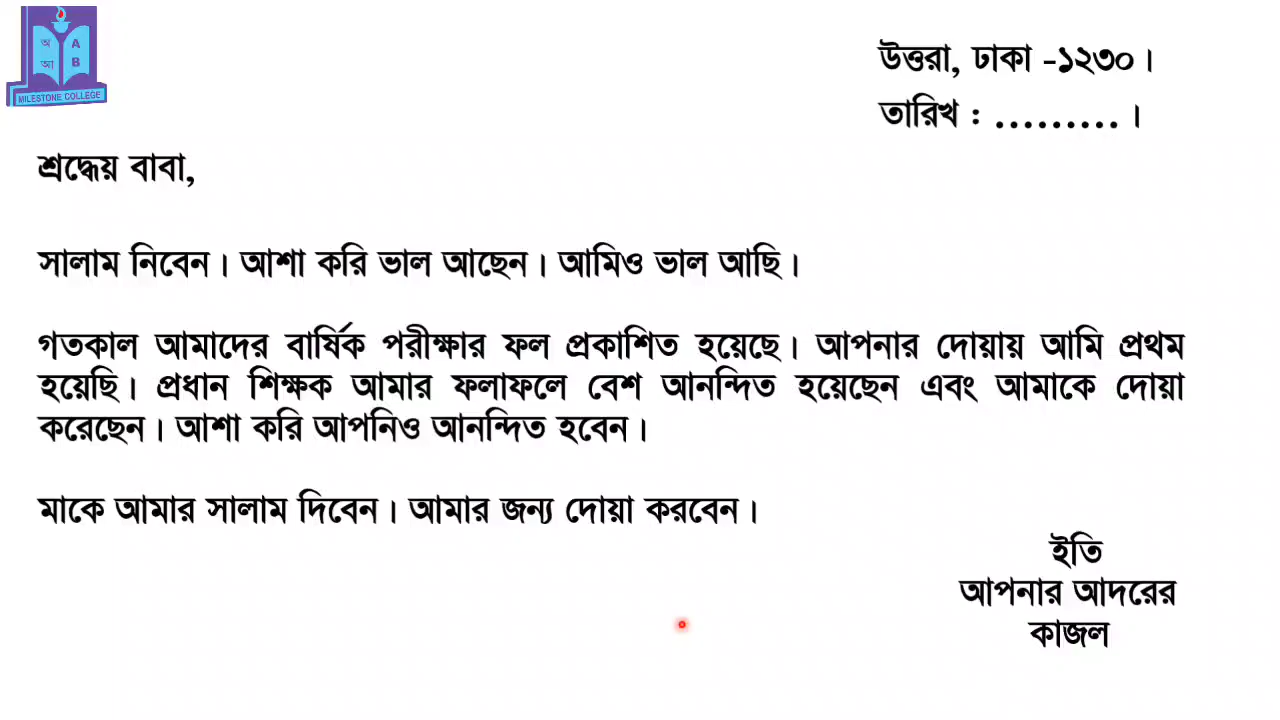 অ A
আ B
MILESTONE COLLEGE
উত্তরা, ঢাকা -১২৩০।
তারিখ : .........।
শ্রদ্ধেয় বাবা,
সালাম নিবেন। আশা করি ভাল আছেন। আমিও ভাল আছি।
গতকাল আমাদের বার্ষিক পরীক্ষার ফল প্রকাশিত হয়েছে। আপনার দোয়ায় আমি প্রথম
হয়েছি। প্রধান শিক্ষক আমার ফলাফলে বেশ আনন্দিত হয়েছেন এবং আমাকে দোয়া
করেছেন। আশা করি আপনিও আনন্দিত হবেন।
মাকে আমার সালাম দিবেন। আমার জন্য দোয়া করবেন।
ইতি
আপনার আদরের
কাজল